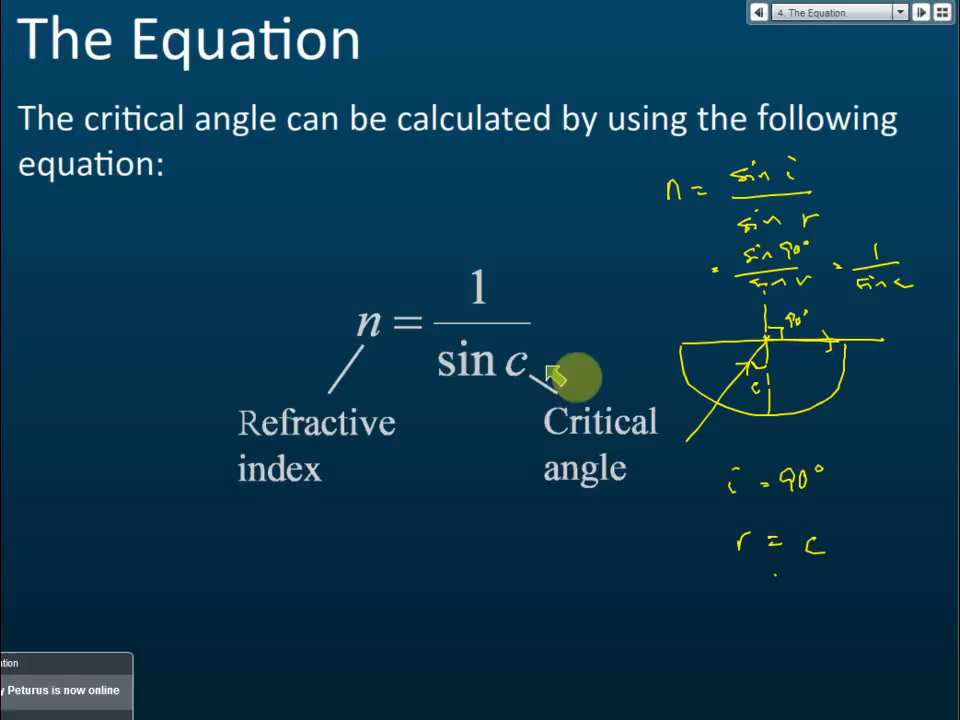 The Equation
4. The Equation
The critical angle can be calculated by using the following
equation:
n = sin i / sin r
= sin 90° / sin r = 1 / sin c
n = 1 / sin c
90°
c
Refractive
index
Critical
angle
i = 90°
r = c
ation
y Peturus is now online